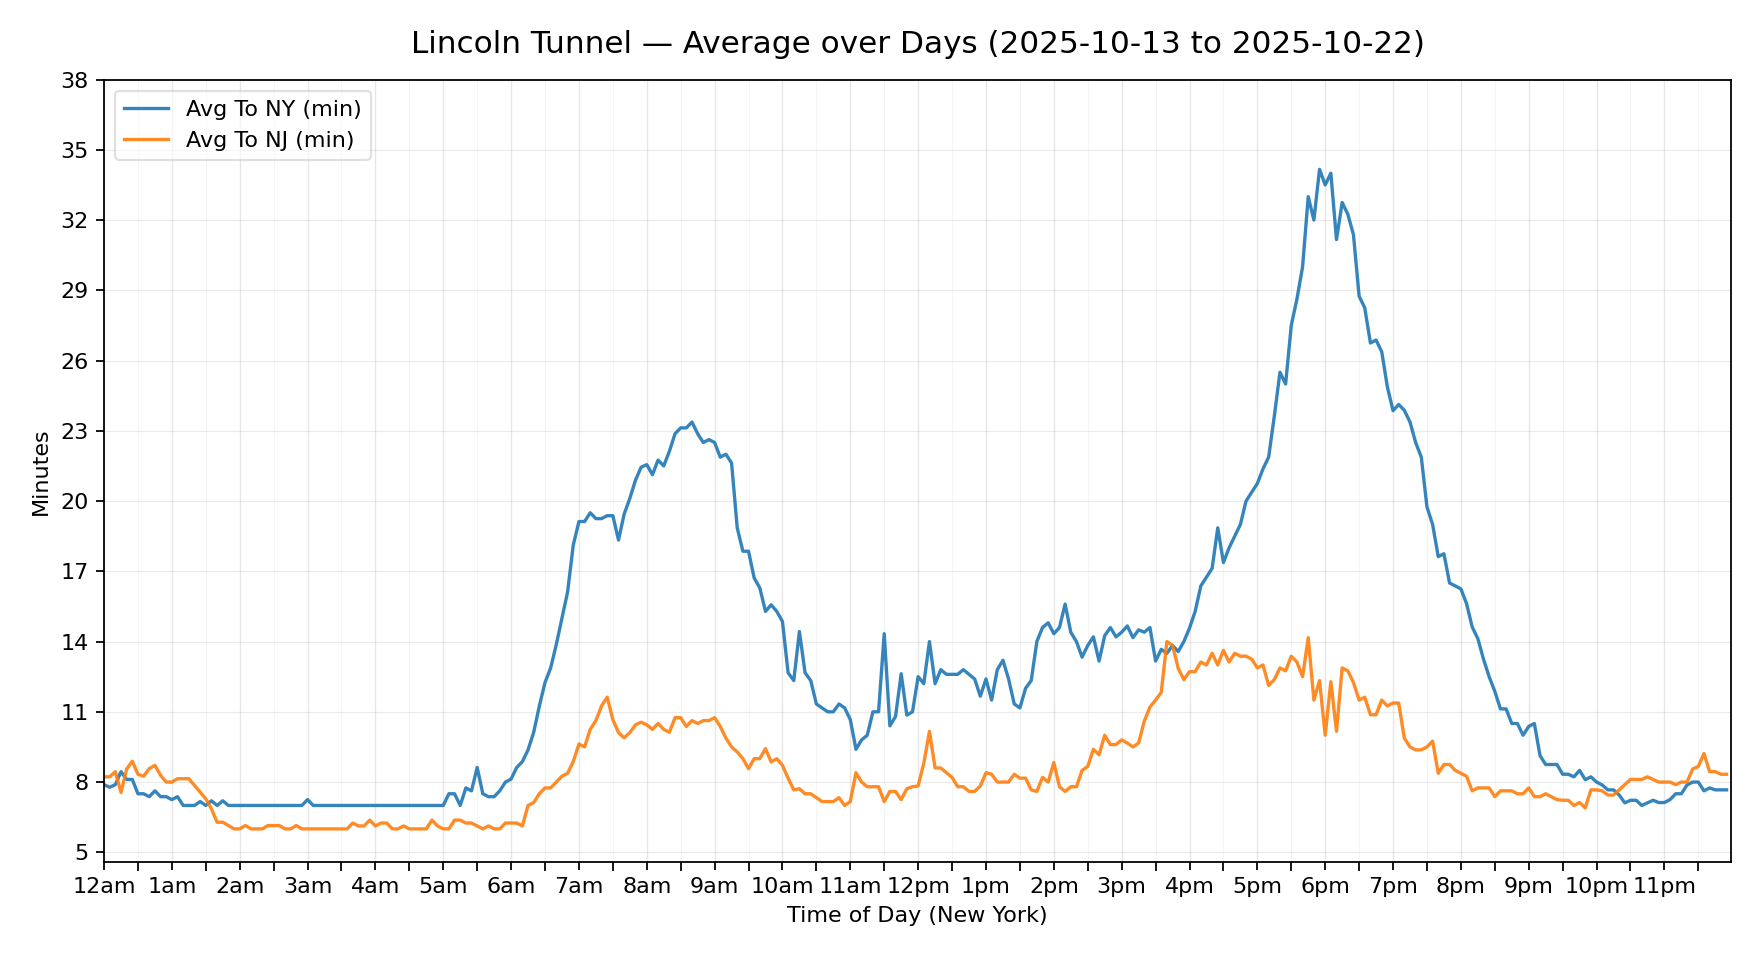 Lincoln Tunnel — Average over Days (2025-10-13 to 2025-10-22)
Avg To NY (min)
Avg To NJ (min)
38
35
32
29
26
23
20
17
14
11
8
5
Minutes
12am 1am 2am 3am 4am 5am 6am 7am 8am 9am 10am 11am 12pm 1pm 2pm 3pm 4pm 5pm 6pm 7pm 8pm 9pm 10pm 11pm
Time of Day (New York)